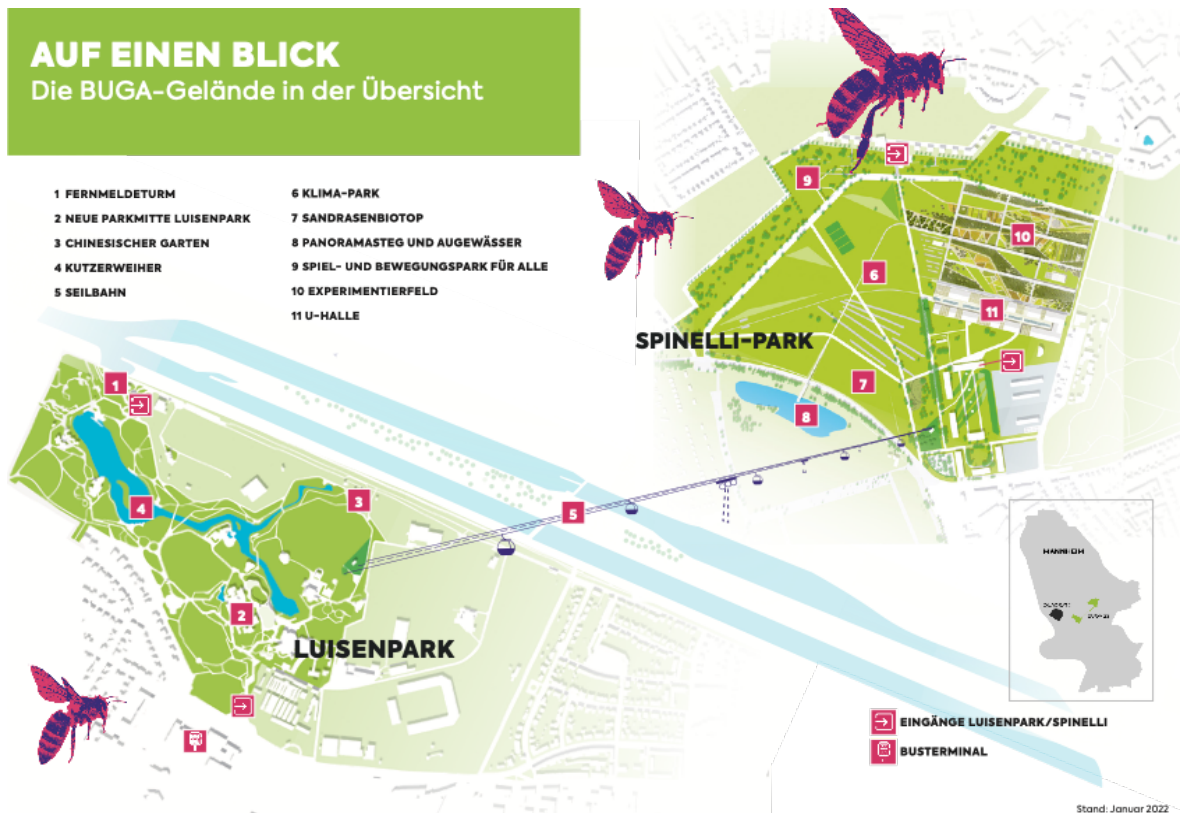 AUF EINEN BLICK
Die BUGA-Gelände in der Übersicht
1 FERNMELDETURM
2 NEUE PARKMITTE LUISENPARK
3 CHINESISCHER GARTEN
4 KUTZERWEIHER
5 SEILBAHN
6 KLIMA-PARK
7 SANDRASENBIOTOP
8 PANORAMASTEG UND AUGEWÄSSER
9 SPIEL- UND BEWEGUNGSPARK FÜR ALLE
10 EXPERIMENTIERFELD
11 U-HALLE
9
10
6
11
SPINELLI-PARK
7
8
1
4
3
5
2
LUISENPARK
MANNHEIM
EINGÄNGE LUISENPARK/SPINELLI
BUSTERMINAL
Stand: Januar 2022